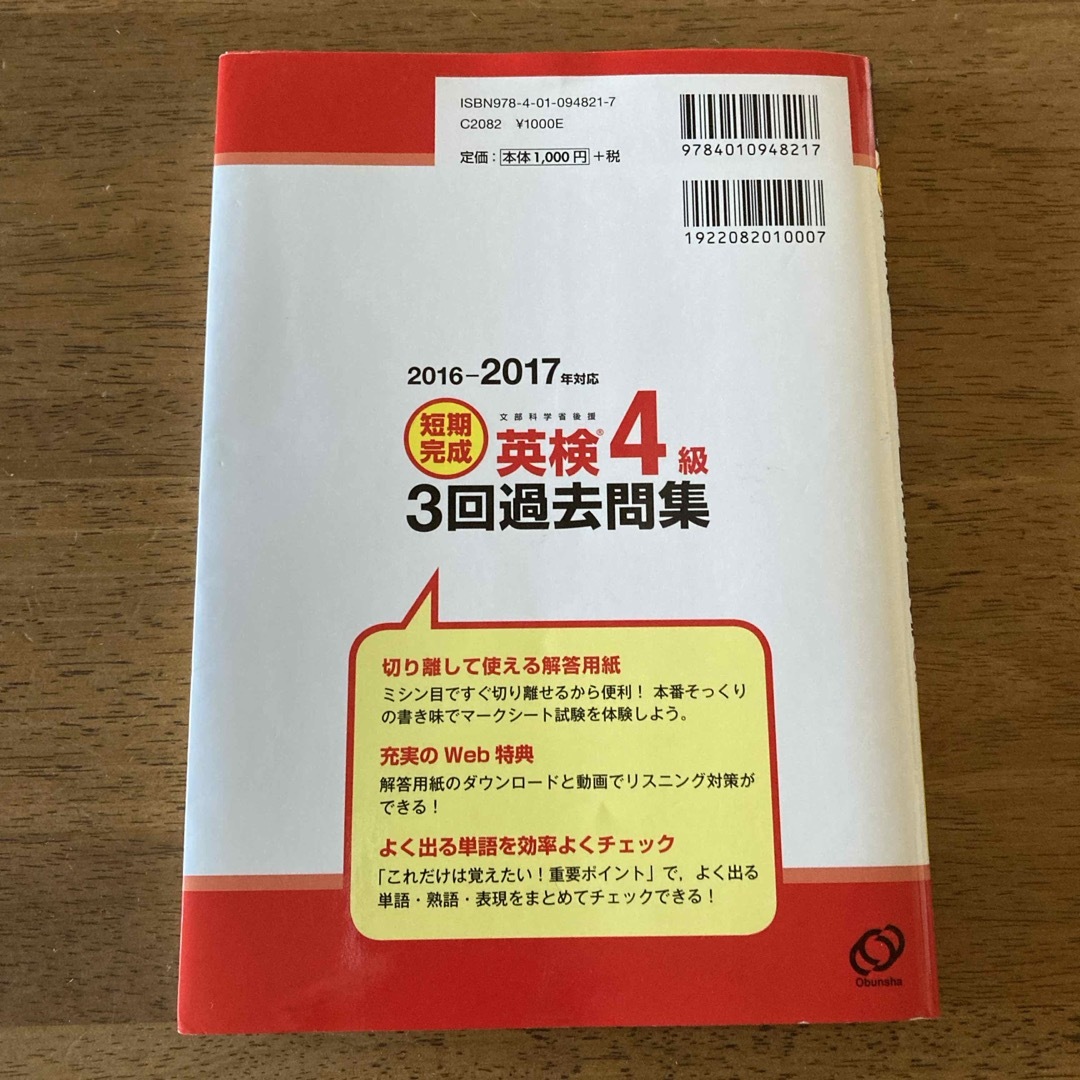 ISBN978-4-01-094821-7
C2082 ¥1000E
定価：本体1,000円+税
9784010948217
1922082010007
2016-2017年対応
短期完成
文部科学省後援
英検®4級
3回過去問集
切り離して使える解答用紙
ミシン目ですぐ切り離せるから便利！ 本番そっくり
の書き味でマークシート試験を体験しよう。
充実のWeb特典
解答用紙のダウンロードと動画でリスニング対策が
できる！
よく出る単語を効率よくチェック
「これだけは覚えたい！重要ポイント」で，よく出る
単語・熟語・表現をまとめてチェックできる！
Obunsha